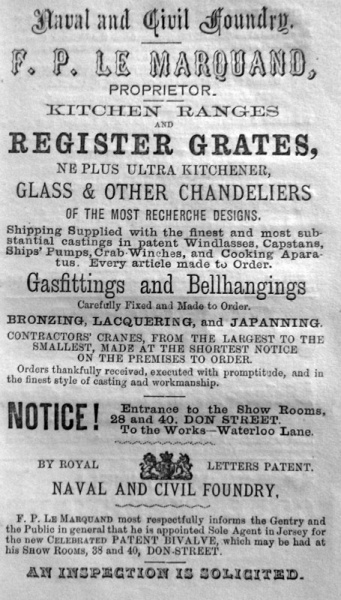 Naval and Civil Foundry.
F. P. LE MARQUAND,
PROPRIETOR.
KITCHEN RANGES
AND
REGISTER GRATES,
NE PLUS ULTRA KITCHENER,
GLASS & OTHER CHANDELIERS
OF THE MOST RECHERCHE DESIGNS.
Shipping Supplied with the finest and most sub-
stantial castings in patent Windlasses, Capstans,
Ships' Pumps, Crab-Winches, and Cooking Apara-
tus. Every article made to Order.
Gasfittings and Bellhangings
Carefully Fixed and Made to Order.
BRONZING, LACQUERING, and JAPANNING.
CONTRACTORS' CRANES, FROM THE LARGEST TO THE
SMALLEST, MADE AT THE SHORTEST NOTICE
ON THE PREMISES TO ORDER.
Orders thankfully received, executed with promptitude, and in
the finest style of casting and workmanship.
NOTICE! Entrance to the Show Rooms,
28 and 40, DON STREET.
To the Works—Waterloo Lane.
BY ROYAL LETTERS PATENT.
NAVAL AND CIVIL FOUNDRY,
F. P. LE MARQUAND most respectfully informs the Gentry and
the Public in general that he is appointed Sole Agent in Jersey for
the new CELEBRATED PATENT BIVALVE, which may be had at
his SHOW ROOMS, 38 and 40, DON-STREET.
AN INSPECTION IS SOLICITED.